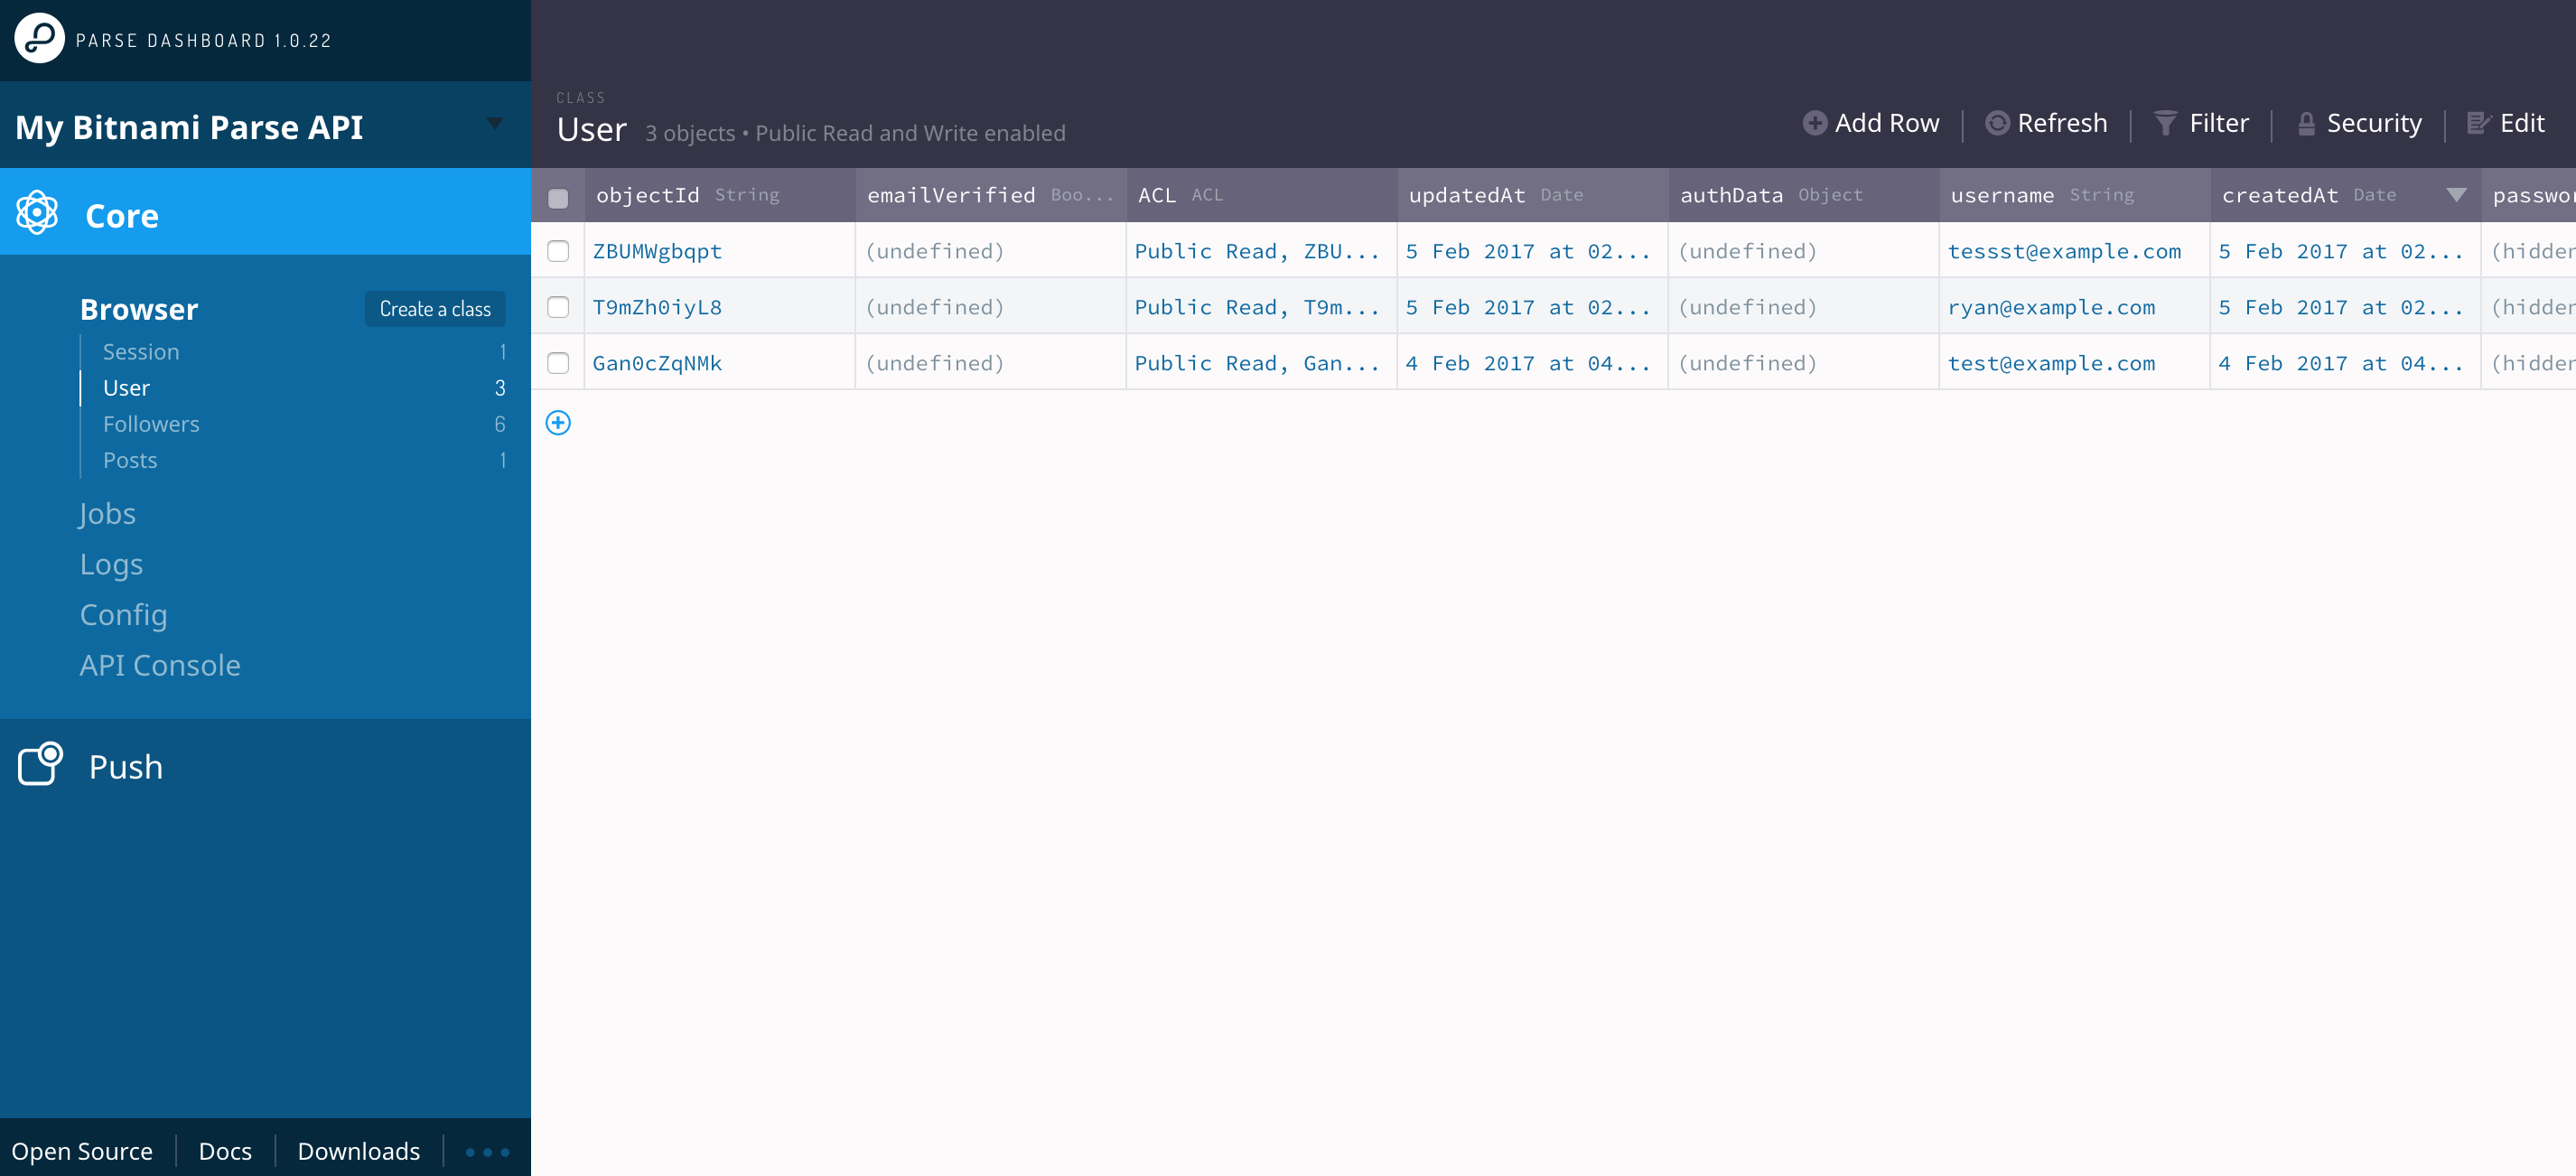 PARSE DASHBOARD 1.0.22
My Bitnami Parse API
Core
Browser Create a class
Session 1
User 3
Followers 6
Posts 1
Jobs
Logs
Config
API Console
Push
Open Source Docs Downloads
CLASS
User 3 objects • Public Read and Write enabled
Add Row Refresh Filter Security Edit
objectId String emailVerified Boo... ACL ACL updatedAt Date authData Object username String createdAt Date passwor
ZBUMWgbqpt (undefined) Public Read, ZBU... 5 Feb 2017 at 02... (undefined) tessst@example.com 5 Feb 2017 at 02... (hidden
T9mZh0iyL8 (undefined) Public Read, T9m... 5 Feb 2017 at 02... (undefined) ryan@example.com 5 Feb 2017 at 02... (hidden
Gan0cZqNMk (undefined) Public Read, Gan... 4 Feb 2017 at 04... (undefined) test@example.com 4 Feb 2017 at 04... (hidden